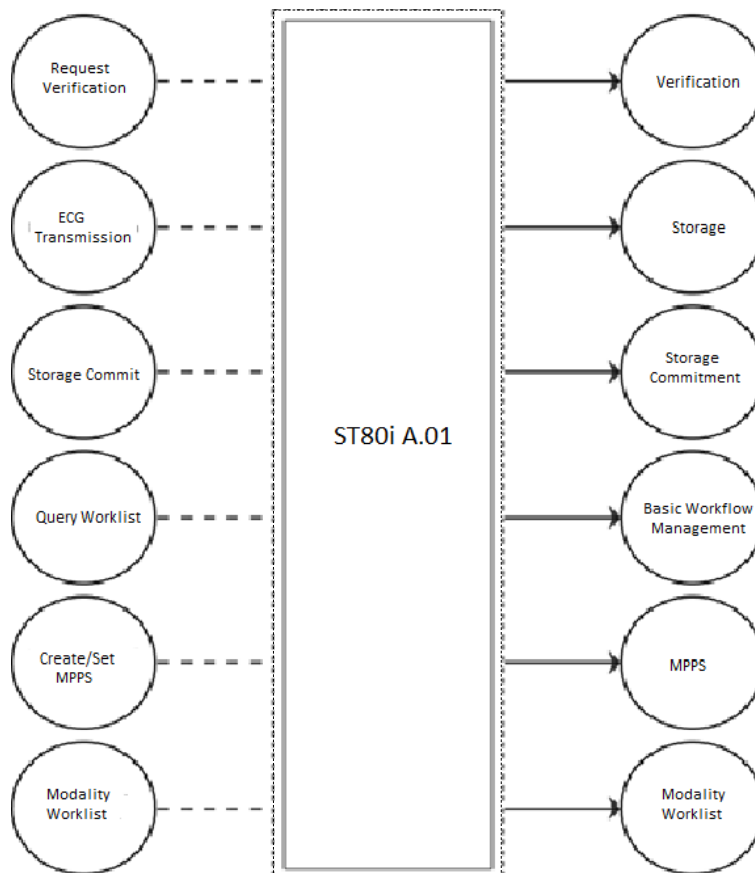 Request
Verification
Verification
ECG
Transmission
Storage
Storage Commit
Storage
Commitment
ST80i A.01
Query Worklist
Basic Workflow
Management
Create/Set
MPPS
MPPS
Modality
Worklist
Modality
Worklist